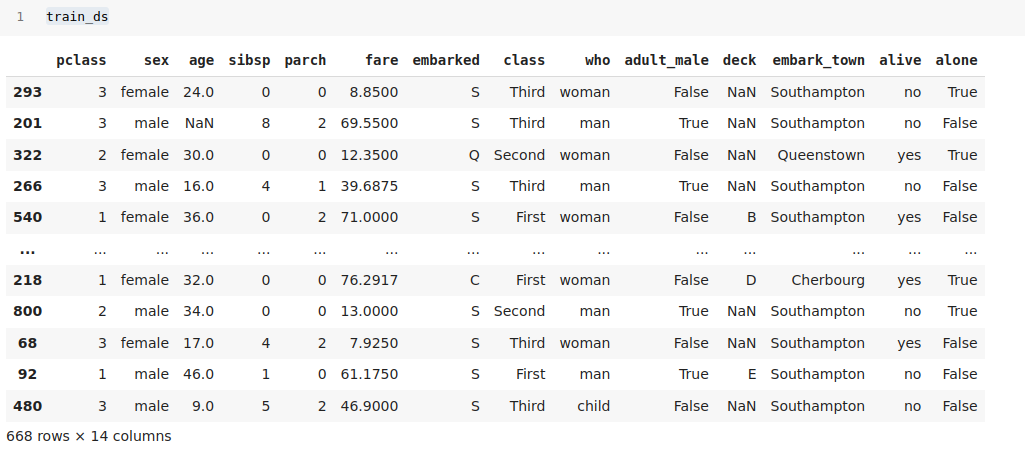 1 train_ds
pclass sex age sibsp parch fare embarked class who adult_male deck embark_town alive alone
293 3 female 24.0 0 0 8.8500 S Third woman False NaN Southampton no True
201 3 male NaN 8 2 69.5500 S Third man True NaN Southampton no False
322 2 female 30.0 0 0 12.3500 Q Second woman False NaN Queenstown yes True
266 3 male 16.0 4 1 39.6875 S Third man True NaN Southampton no False
540 1 female 36.0 0 2 71.0000 S First woman False B Southampton yes False
... ... ... ... ... ... ... ... ... ... ... ... ... ... ...
218 1 female 32.0 0 0 76.2917 C First woman False D Cherbourg yes True
800 2 male 34.0 0 0 13.0000 S Second man True NaN Southampton no True
68 3 female 17.0 4 2 7.9250 S Third woman False NaN Southampton yes False
92 1 male 46.0 1 0 61.1750 S First man True E Southampton no False
480 3 male 9.0 5 2 46.9000 S Third child False NaN Southampton no False
668 rows × 14 columns